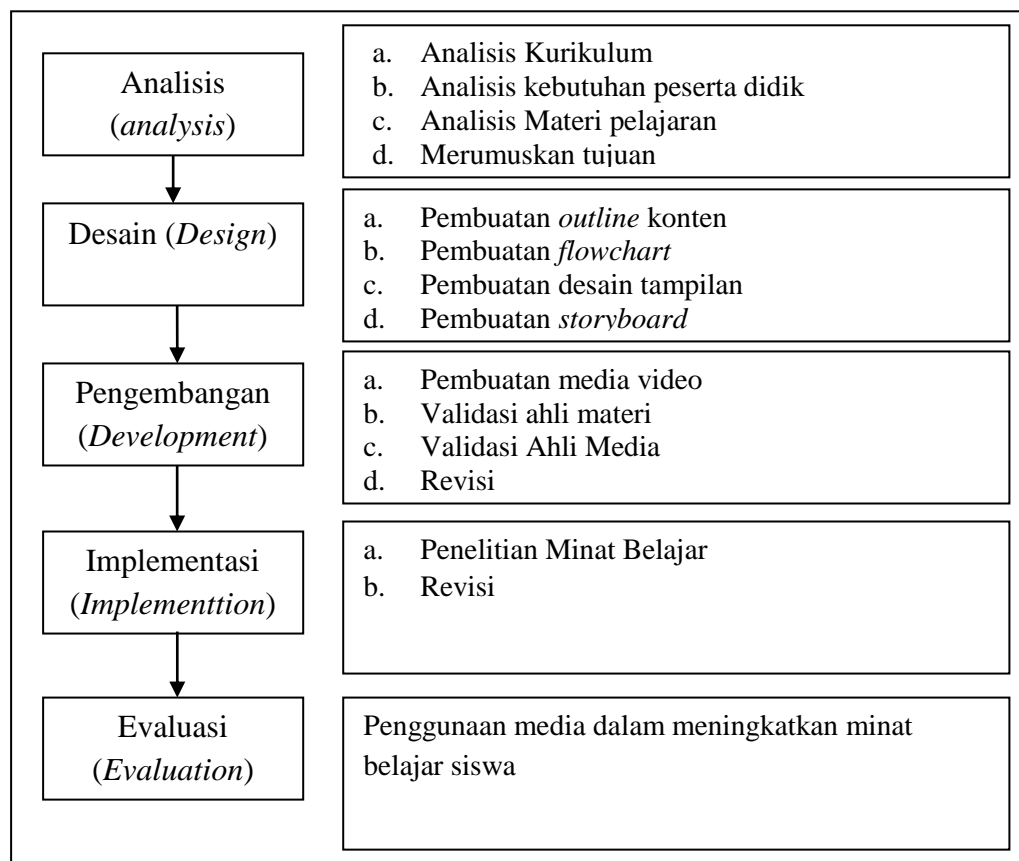 Analisis
(analysis)
a. Analisis Kurikulum
b. Analisis kebutuhan peserta didik
c. Analisis Materi pelajaran
d. Merumuskan tujuan
Desain (Design)
a. Pembuatan outline konten
b. Pembuatan flowchart
c. Pembuatan desain tampilan
d. Pembuatan storyboard
Pengembangan
(Development)
a. Pembuatan media video
b. Validasi ahli materi
c. Validasi Ahli Media
d. Revisi
Implementasi
(Implementtion)
a. Penelitian Minat Belajar
b. Revisi
Evaluasi
(Evaluation)
Penggunaan media dalam meningkatkan minat
belajar siswa